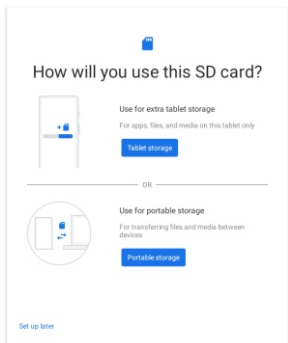 How will you use this SD card?
Use for extra tablet storage
For apps, files, and media on this tablet only
Tablet storage
OR
Use for portable storage
For transferring files and media between
devices
Portable storage
Set up later